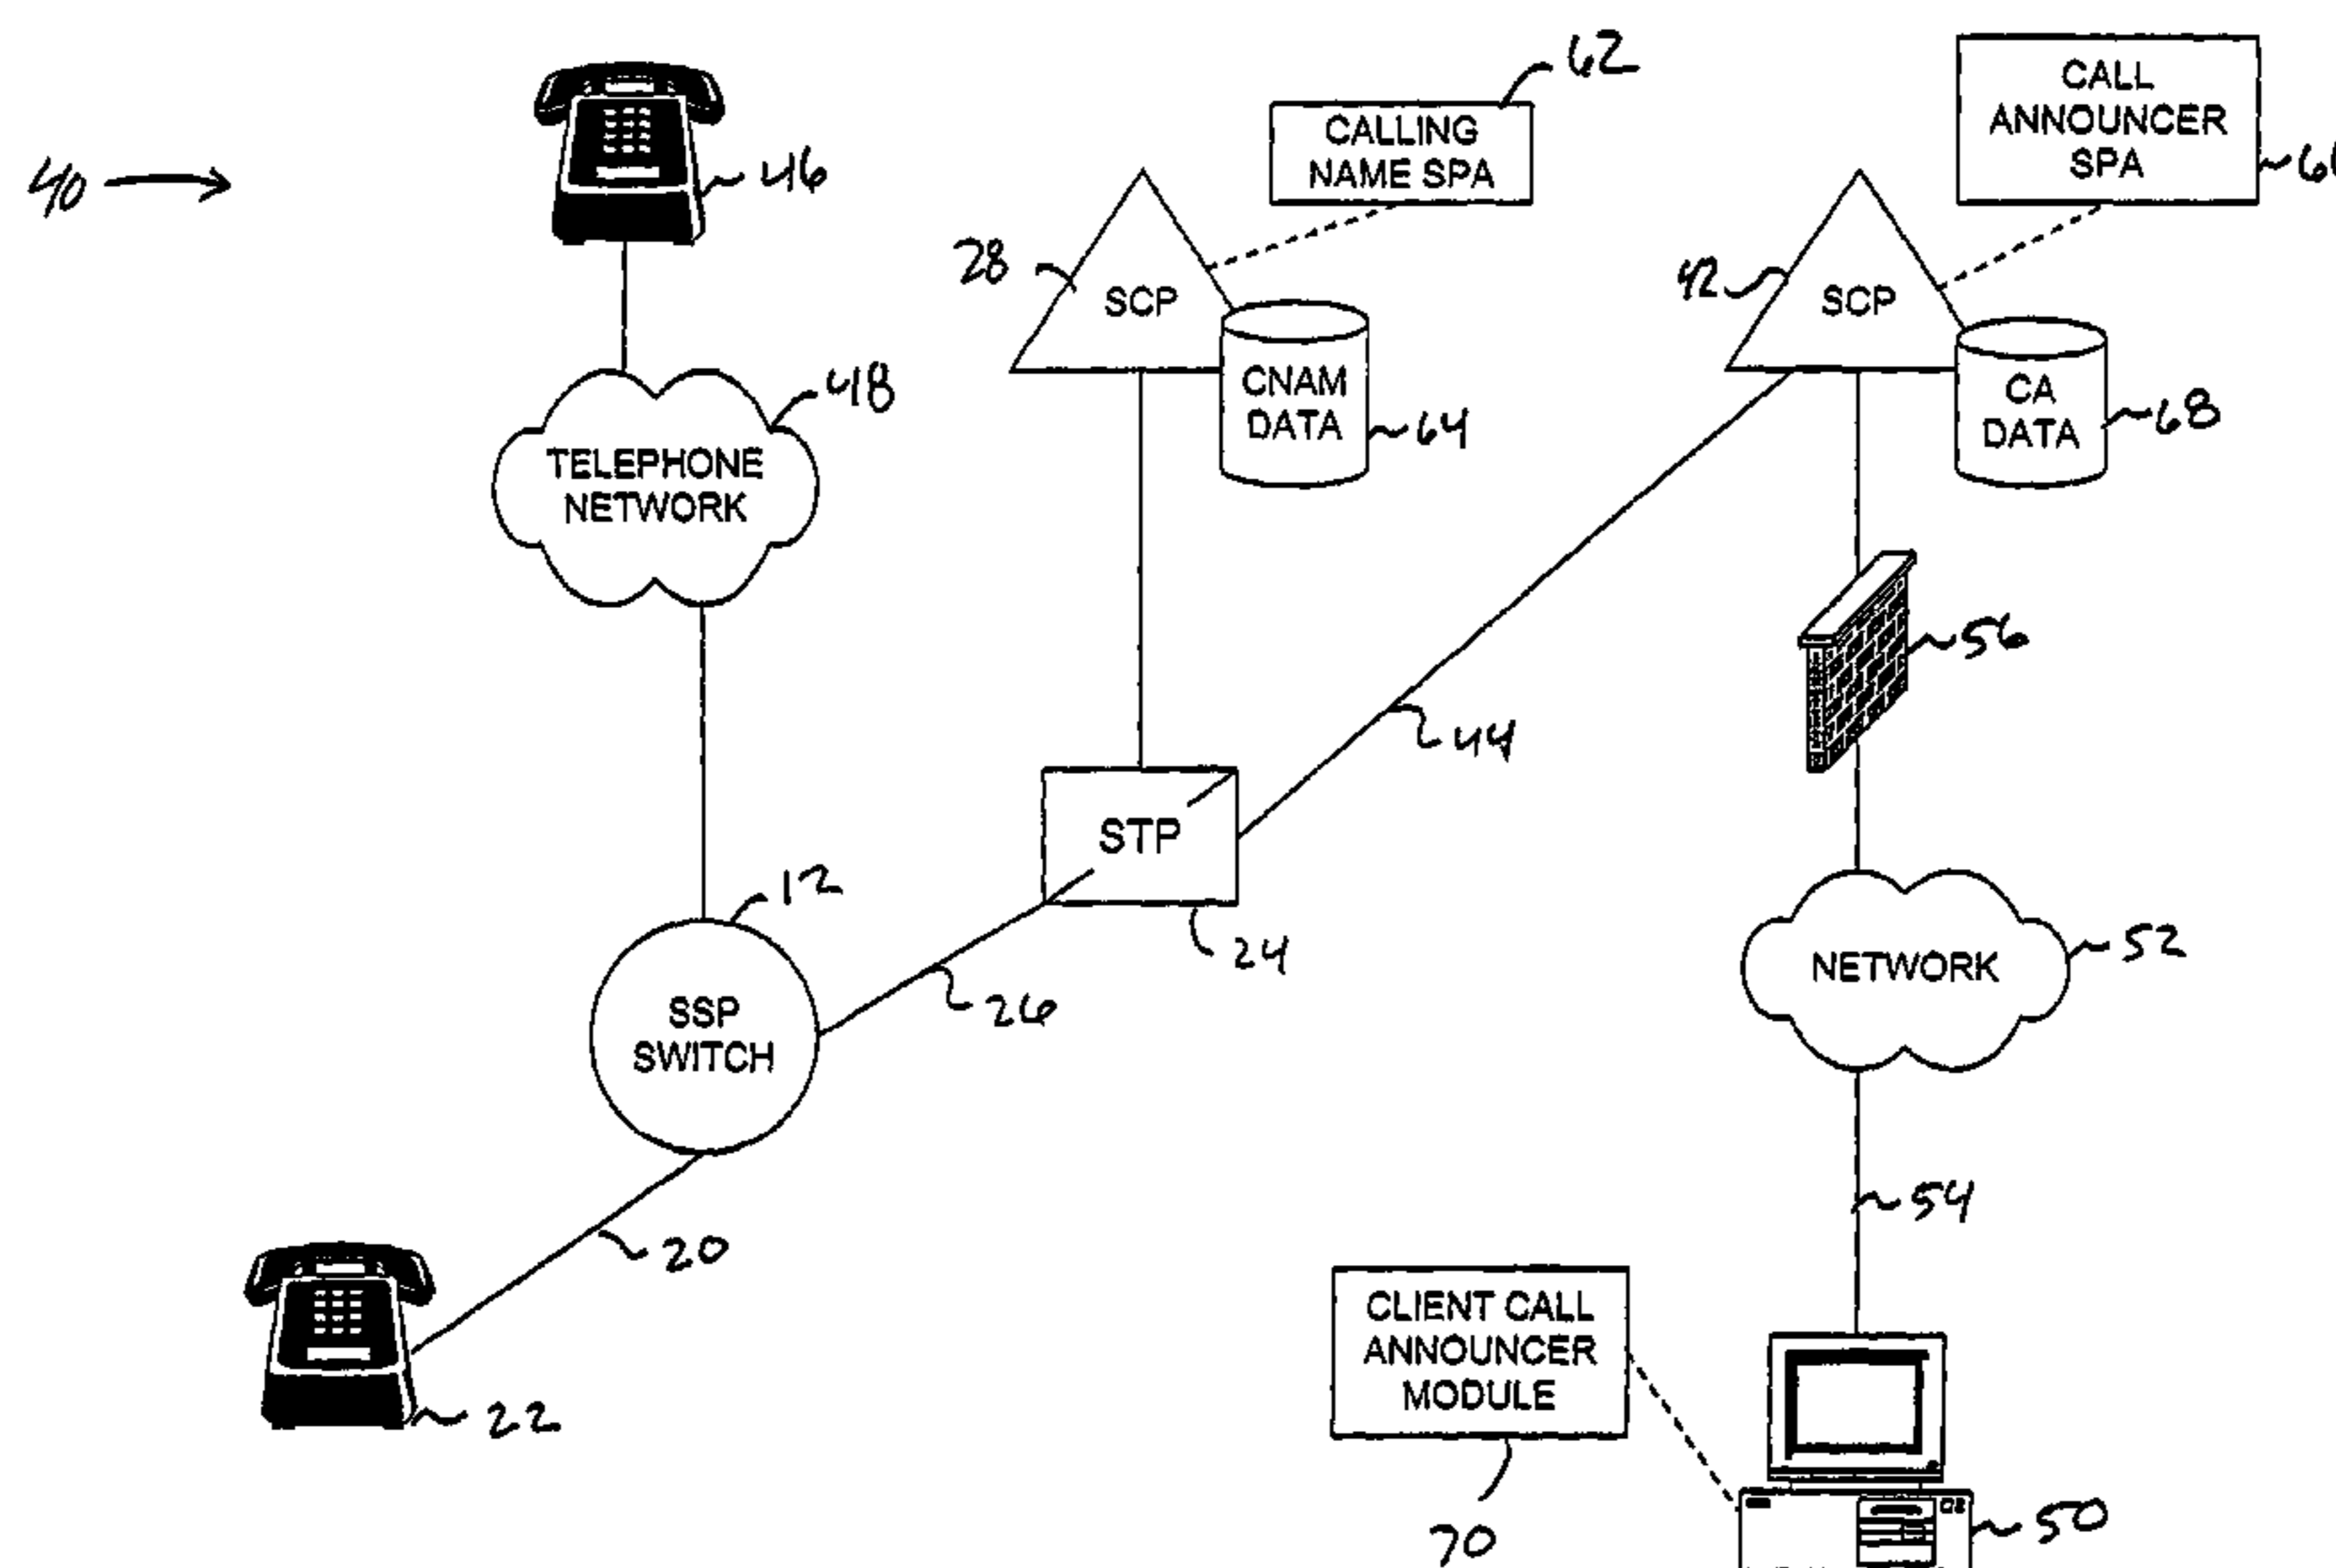 40
46
62
CALLING
NAME SPA
CALL
ANNOUNCER
SPA
28
SCP
42
SCP
48
TELEPHONE
NETWORK
CNAM
DATA
64
CA
DATA
68
56
44
STP
12
24
52
NETWORK
SSP
SWITCH
26
54
20
CLIENT CALL
ANNOUNCER
MODULE
22
70
50